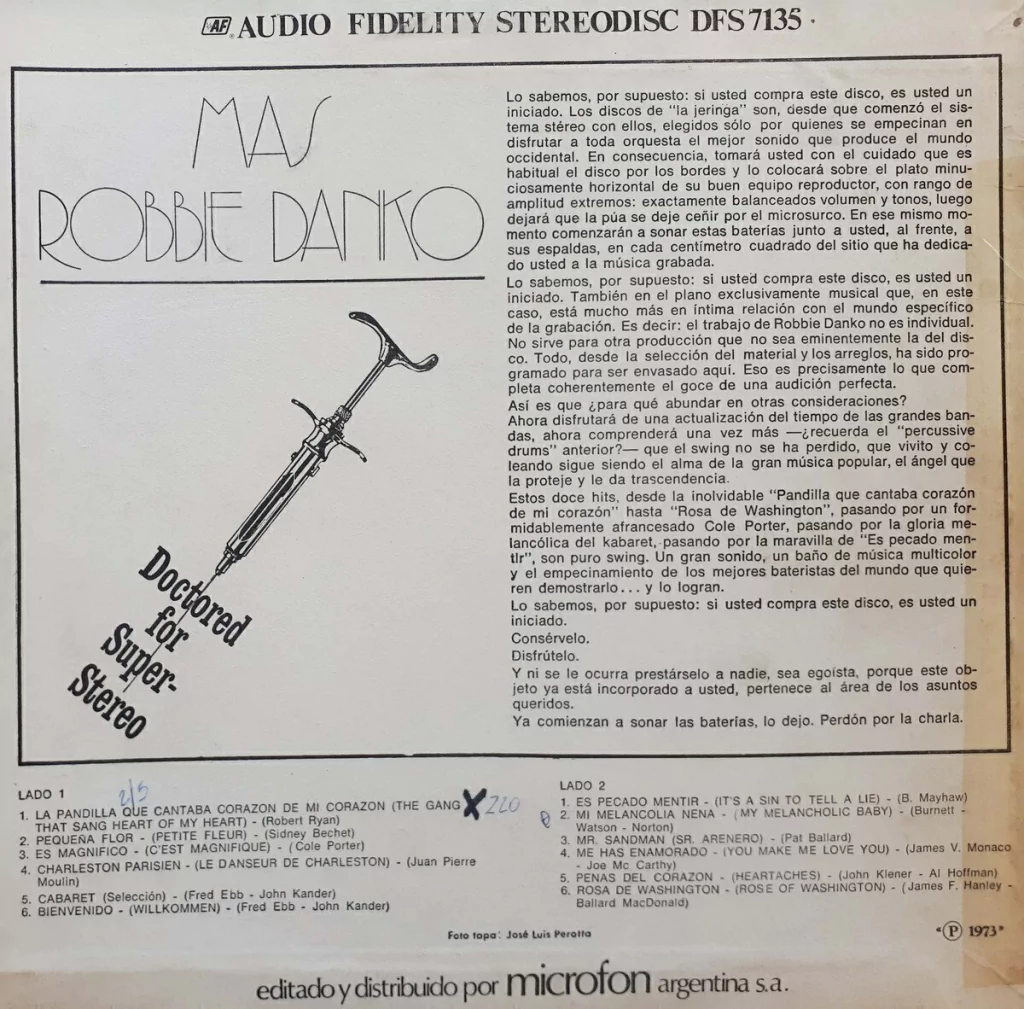 AF AUDIO FIDELITY STEREODISC DFS 7135
MAS
ROBBIE DANKO
Doctored
for
Super-
Stereo
Lo sabemos, por supuesto: si usted compra este disco, es usted un
iniciado. Los discos de "la jeringa" son, desde que comenzó el sis-
tema stéreo con ellos, elegidos sólo por quienes se empecinan en
disfrutar a toda orquesta el mejor sonido que produce el mundo
occidental. En consecuencia, tomará usted con el cuidado que es
habitual el disco por los bordes y lo colocará sobre el plato minu-
ciosamente horizontal de su buen equipo reproductor, con rango de
amplitud extremos: exactamente balanceados volumen y tonos, luego
dejará que la púa se deje ceñir por el microsurco. En ese mismo mo-
mento comenzarán a sonar estas baterías junto a usted, al frente, a
sus espaldas, en cada centímetro cuadrado del sitio que ha dedica-
do usted a la música grabada.
Lo sabemos, por supuesto: si usted compra este disco, es usted un
iniciado. También en el plano exclusivamente musical que, en este
caso, está mucho más en íntima relación con el mundo específico
de la grabación. Es decir: el trabajo de Robbie Danko no es individual.
No sirve para otra producción que no sea eminentemente la del dis-
co. Todo, desde la selección del material y los arreglos, ha sido pro-
gramado para ser envasado aquí. Eso es precisamente lo que com-
pleta coherentemente el goce de una audición perfecta.
Así es que ¿para qué abundar en otras consideraciones?
Ahora disfrutará de una actualización del tiempo de las grandes ban-
das, ahora comprenderá una vez más —¿recuerda el "percussive
drums" anterior?— que el swing no se ha perdido, que vivito y co-
leando sigue siendo el alma de la gran música popular, el ángel que
la proteje y le da trascendencia.
Estos doce hits, desde la inolvidable "Pandilla que cantaba corazón
de mi corazón" hasta "Rosa de Washington", pasando por un for-
midablemente afrancesado Cole Porter, pasando por la gloria me-
lancólica del kabaret, pasando por la maravilla de "Es pecado men-
tir", son puro swing. Un gran sonido, un baño de música multicolor
y el empecinamiento de los mejores bateristas del mundo que quie-
ren demostrarlo... y lo logran.
Lo sabemos, por supuesto: si usted compra este disco, es usted un
iniciado.
Consérvelo.
Disfrútelo.
Y ni se le ocurra prestárselo a nadie, sea egoista, porque este ob-
jeto ya está incorporado a usted, pertenece al área de los asuntos
queridos.
Ya comienzan a sonar las baterías, lo dejo. Perdón por la charla.
LADO 1
2/5
1. LA PANDILLA QUE CANTABA CORAZON DE MI CORAZON (THE GANG X 220
THAT SANG HEART OF MY HEART) - (Robert Ryan)
2. PEQUEÑA FLOR - (PETITE FLEUR) - (Sidney Bechet)
3. ES MAGNIFICO - (C'EST MAGNIFIQUE) - (Cole Porter)
4. CHARLESTON PARISIEN - (LE DANSEUR DE CHARLESTON) - (Juan Pierre
Moulin)
5. CABARET (Selección) - (Fred Ebb - John Kander)
6. BIENVENIDO - (WILLKOMMEN) - (Fred Ebb - John Kander)
LADO 2
1. ES PECADO MENTIR - (IT'S A SIN TO TELL A LIE) - (B. Mayhaw)
2. MI MELANCOLIA NENA - (MY MELANCHOLIC BABY) - (Burnett -
Watson - Norton)
3. MR. SANDMAN (SR. ARENERO) - (Pat Ballard)
4. ME HAS ENAMORADO - (YOU MAKE ME LOVE YOU) - (James V. Monaco
- Joe Mc Carthy)
5. PENAS DEL CORAZON - (HEARTACHES) - (John Klener - Al Hoffman)
6. ROSA DE WASHINGTON - (ROSE OF WASHINGTON) - (James F. Hanley -
Ballard MacDonald)
Foto tapa: José Luis Perotta
"Ⓟ 1973"
editado y distribuido por microfon argentina s.a.